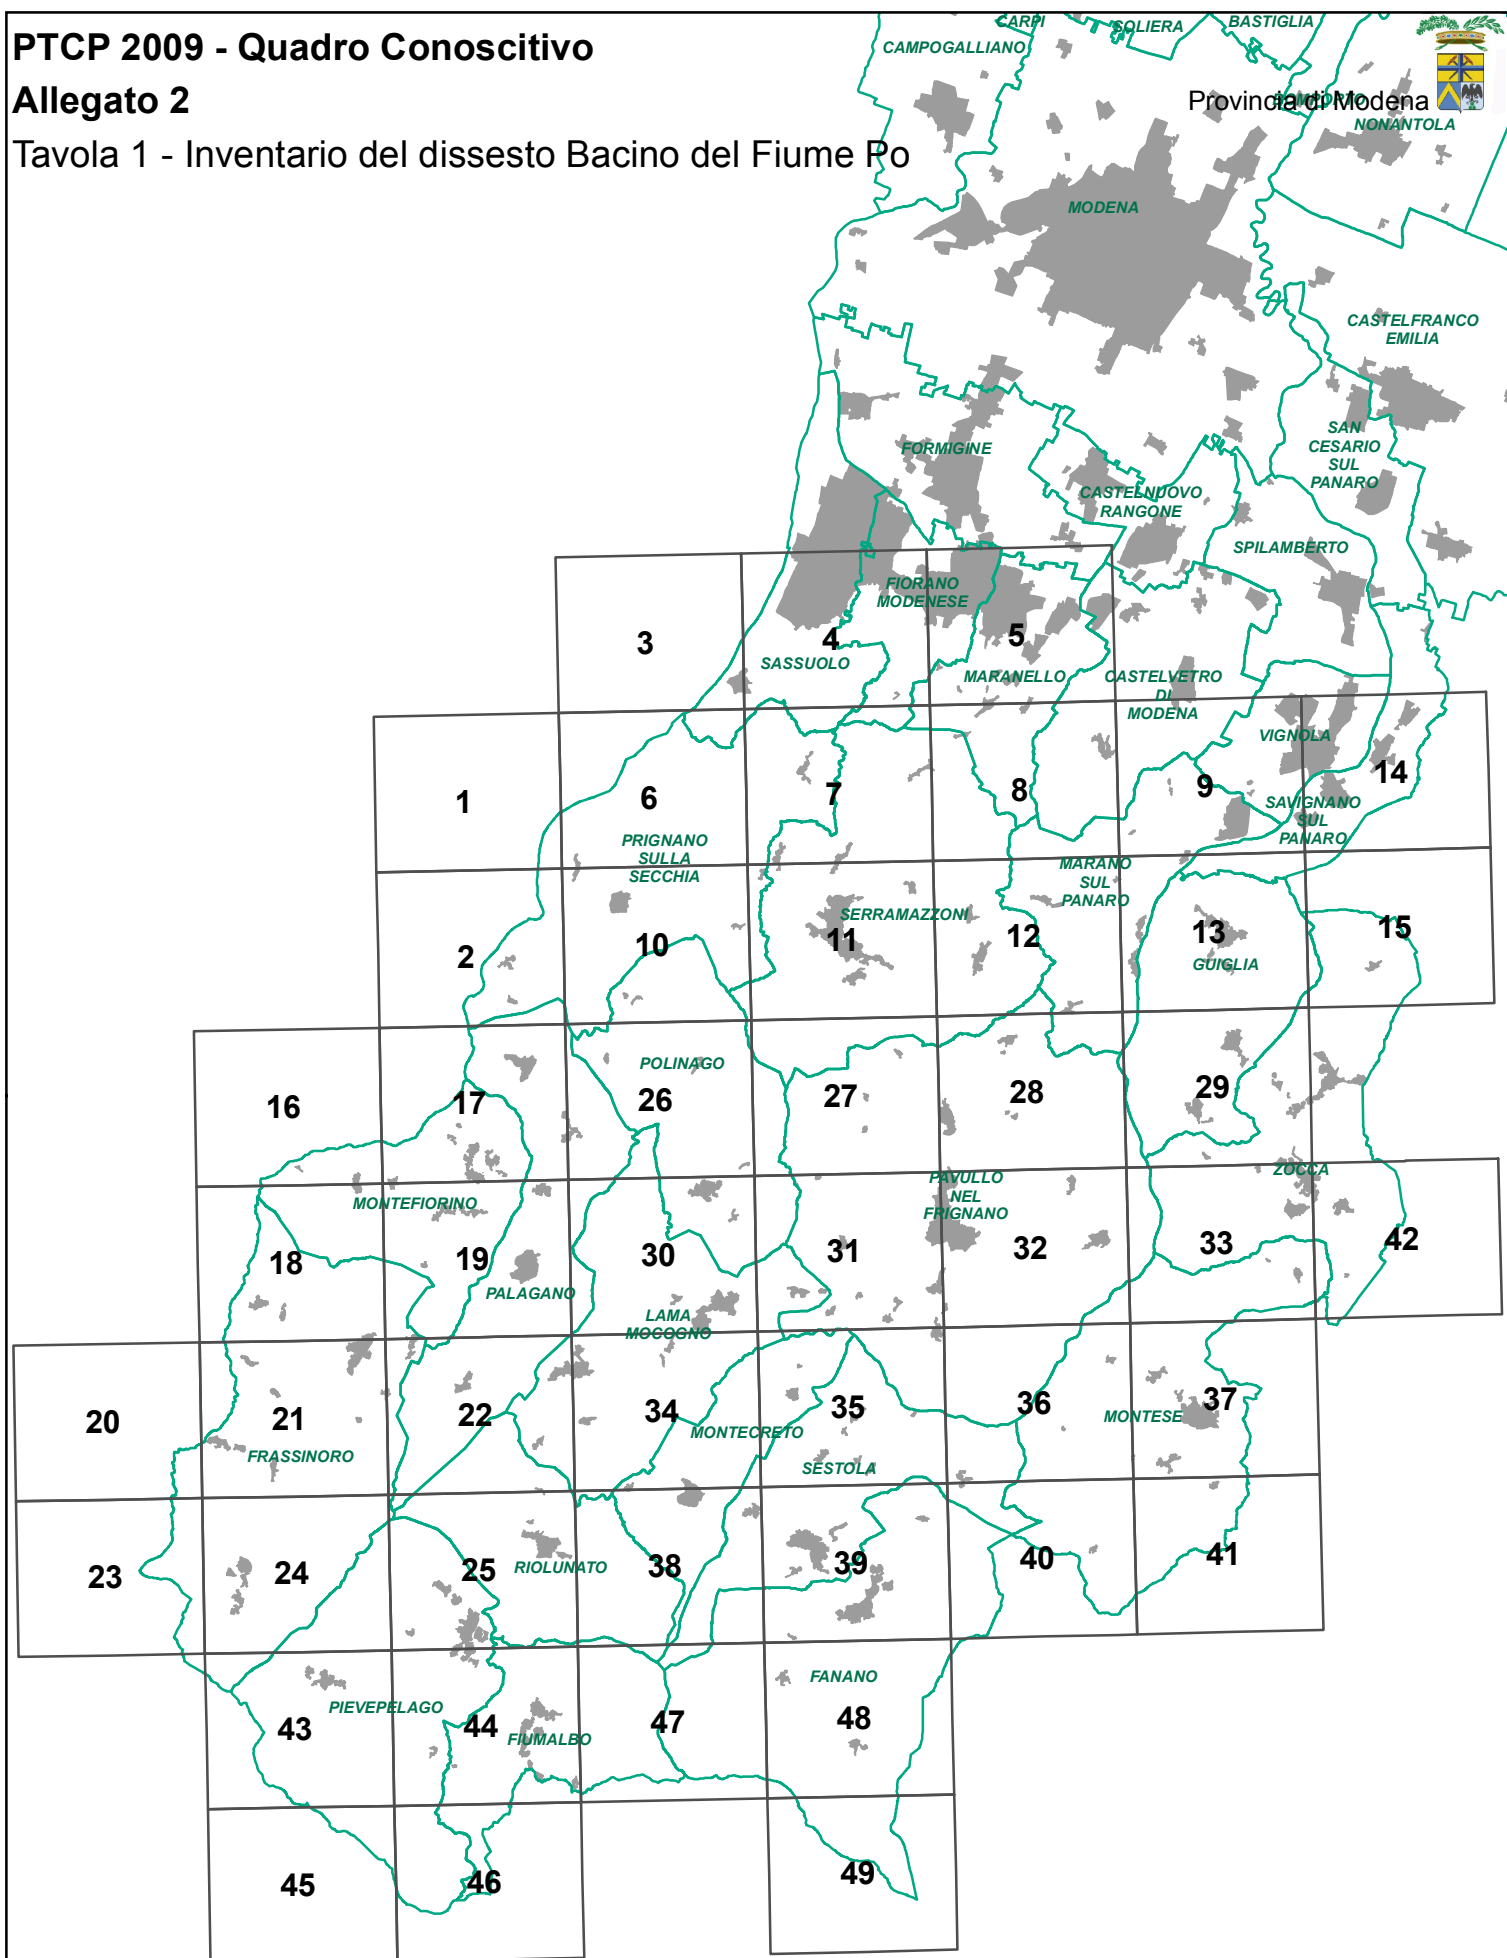 PTCP 2009 - Quadro Conoscitivo
Allegato 2
Tavola 1 - Inventario del dissesto Bacino del Fiume Po
Provincia di Modena
CARPI
SOLIERA
BASTIGLIA
CAMPOGALLIANO
BOMPORTO
NONANTOLA
MODENA
CASTELFRANCO
EMILIA
FORMIGINE
SAN
CESARIO
SUL
PANARO
CASTELNUOVO
RANGONE
SPILAMBERTO
FIORANO
MODENESE
3
4
5
SASSUOLO
MARANELLO
CASTELVETRO
DI
MODENA
VIGNOLA
1
6
7
8
9
14
SAVIGNANO
SUL
PANARO
PRIGNANO
SULLA
SECCHIA
MARANO
SUL
PANARO
SERRAMAZZONI
2
10
11
12
13
15
GUIGLIA
POLINAGO
16
17
26
27
28
29
ZOCCA
MONTEFIORINO
PAVULLO
NEL
FRIGNANO
18
19
30
31
32
33
42
PALAGANO
LAMA
MOCOGNO
20
21
22
34
35
36
37
MONTECRETO
MONTESE
FRASSINORO
SESTOLA
23
24
25
38
39
40
41
RIOLUNATO
FANANO
PIEVEPELAGO
43
44
47
48
FIUMALBO
45
46
49